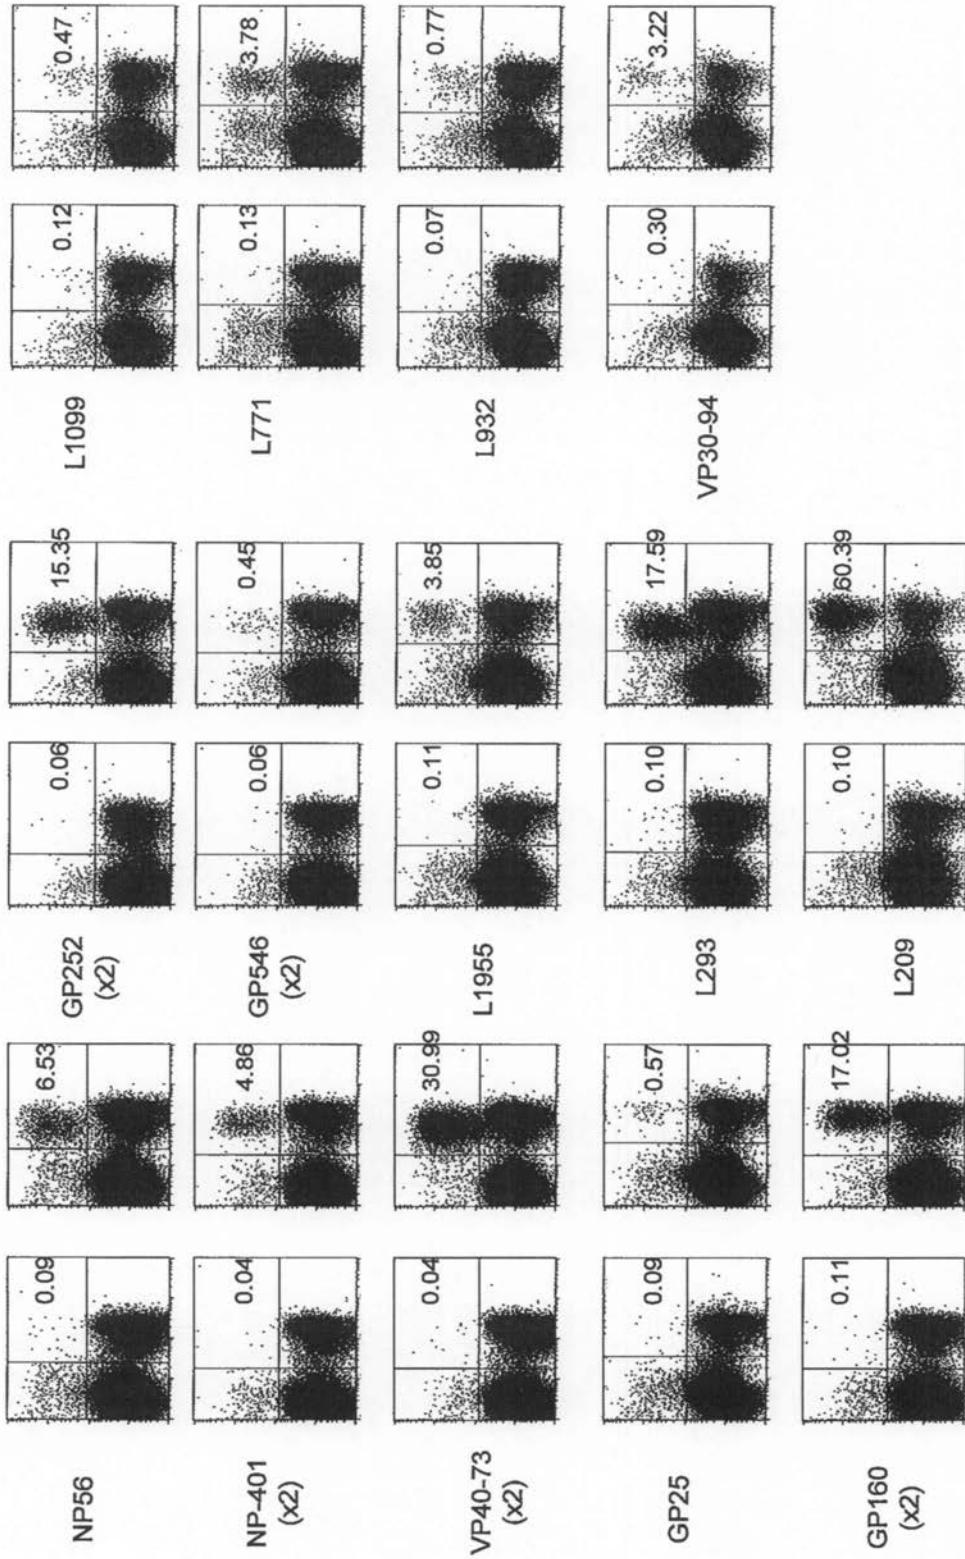 NP56
0.09
6.53
GP252
(x2)
0.06
15.35
L1099
0.12
0.47
NP-401
(x2)
0.04
4.86
GP546
(x2)
0.06
0.45
L771
0.13
3.78
VP40-73
(x2)
0.04
30.99
L1955
0.11
3.85
L932
0.07
0.77
GP25
0.09
0.57
L293
0.10
17.59
VP30-94
0.30
3.22
GP160
(x2)
0.11
17.02
L209
0.10
60.39